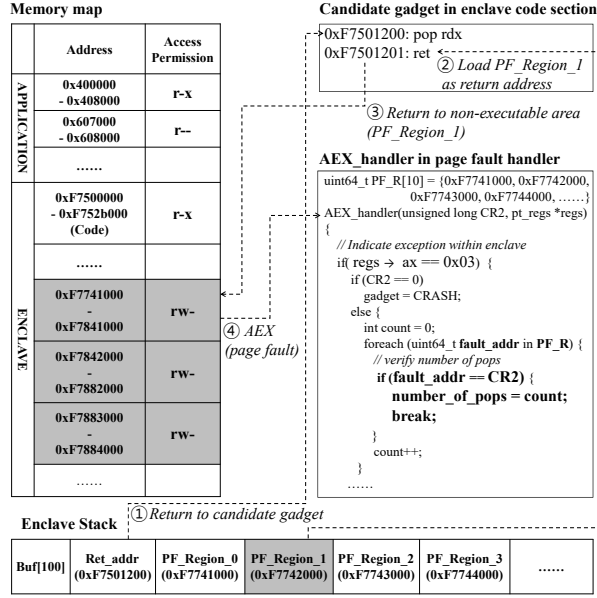 Memory map
Address
Access
Permission
APPLICATION
0x400000
- 0x408000
r-x
0x607000
- 0x608000
r--
......
ENCLAVE
0xF7500000
- 0xF752b000
(Code)
r-x
......
0xF7741000
-
0xF7841000
rw-
0xF7842000
-
0xF7882000
rw-
0xF7883000
-
0xF7884000
rw-
......
Candidate gadget in enclave code section
0xF7501200: pop rdx
0xF7501201: ret
② Load PF_Region_1
as return address
③ Return to non-executable area
(PF_Region_1)
④ AEX
(page fault)
AEX_handler in page fault handler
uint64_t PF_R[10] = {0xF7741000, 0xF7742000,
0xF7743000, 0xF7744000, ......}
AEX_handler(unsigned long CR2, pt_regs *regs)
{
// Indicate exception within enclave
if( regs → ax == 0x03) {
if (CR2 == 0)
gadget = CRASH;
else {
int count = 0;
foreach (uint64_t fault_addr in PF_R) {
// verify number of pops
if (fault_addr == CR2) {
number_of_pops = count;
break;
}
count++;
}
......
① Return to candidate gadget
Enclave Stack
Buf[100]
Ret_addr
(0xF7501200)
PF_Region_0
(0xF7741000)
PF_Region_1
(0xF7742000)
PF_Region_2
(0xF7743000)
PF_Region_3
(0xF7744000)
......